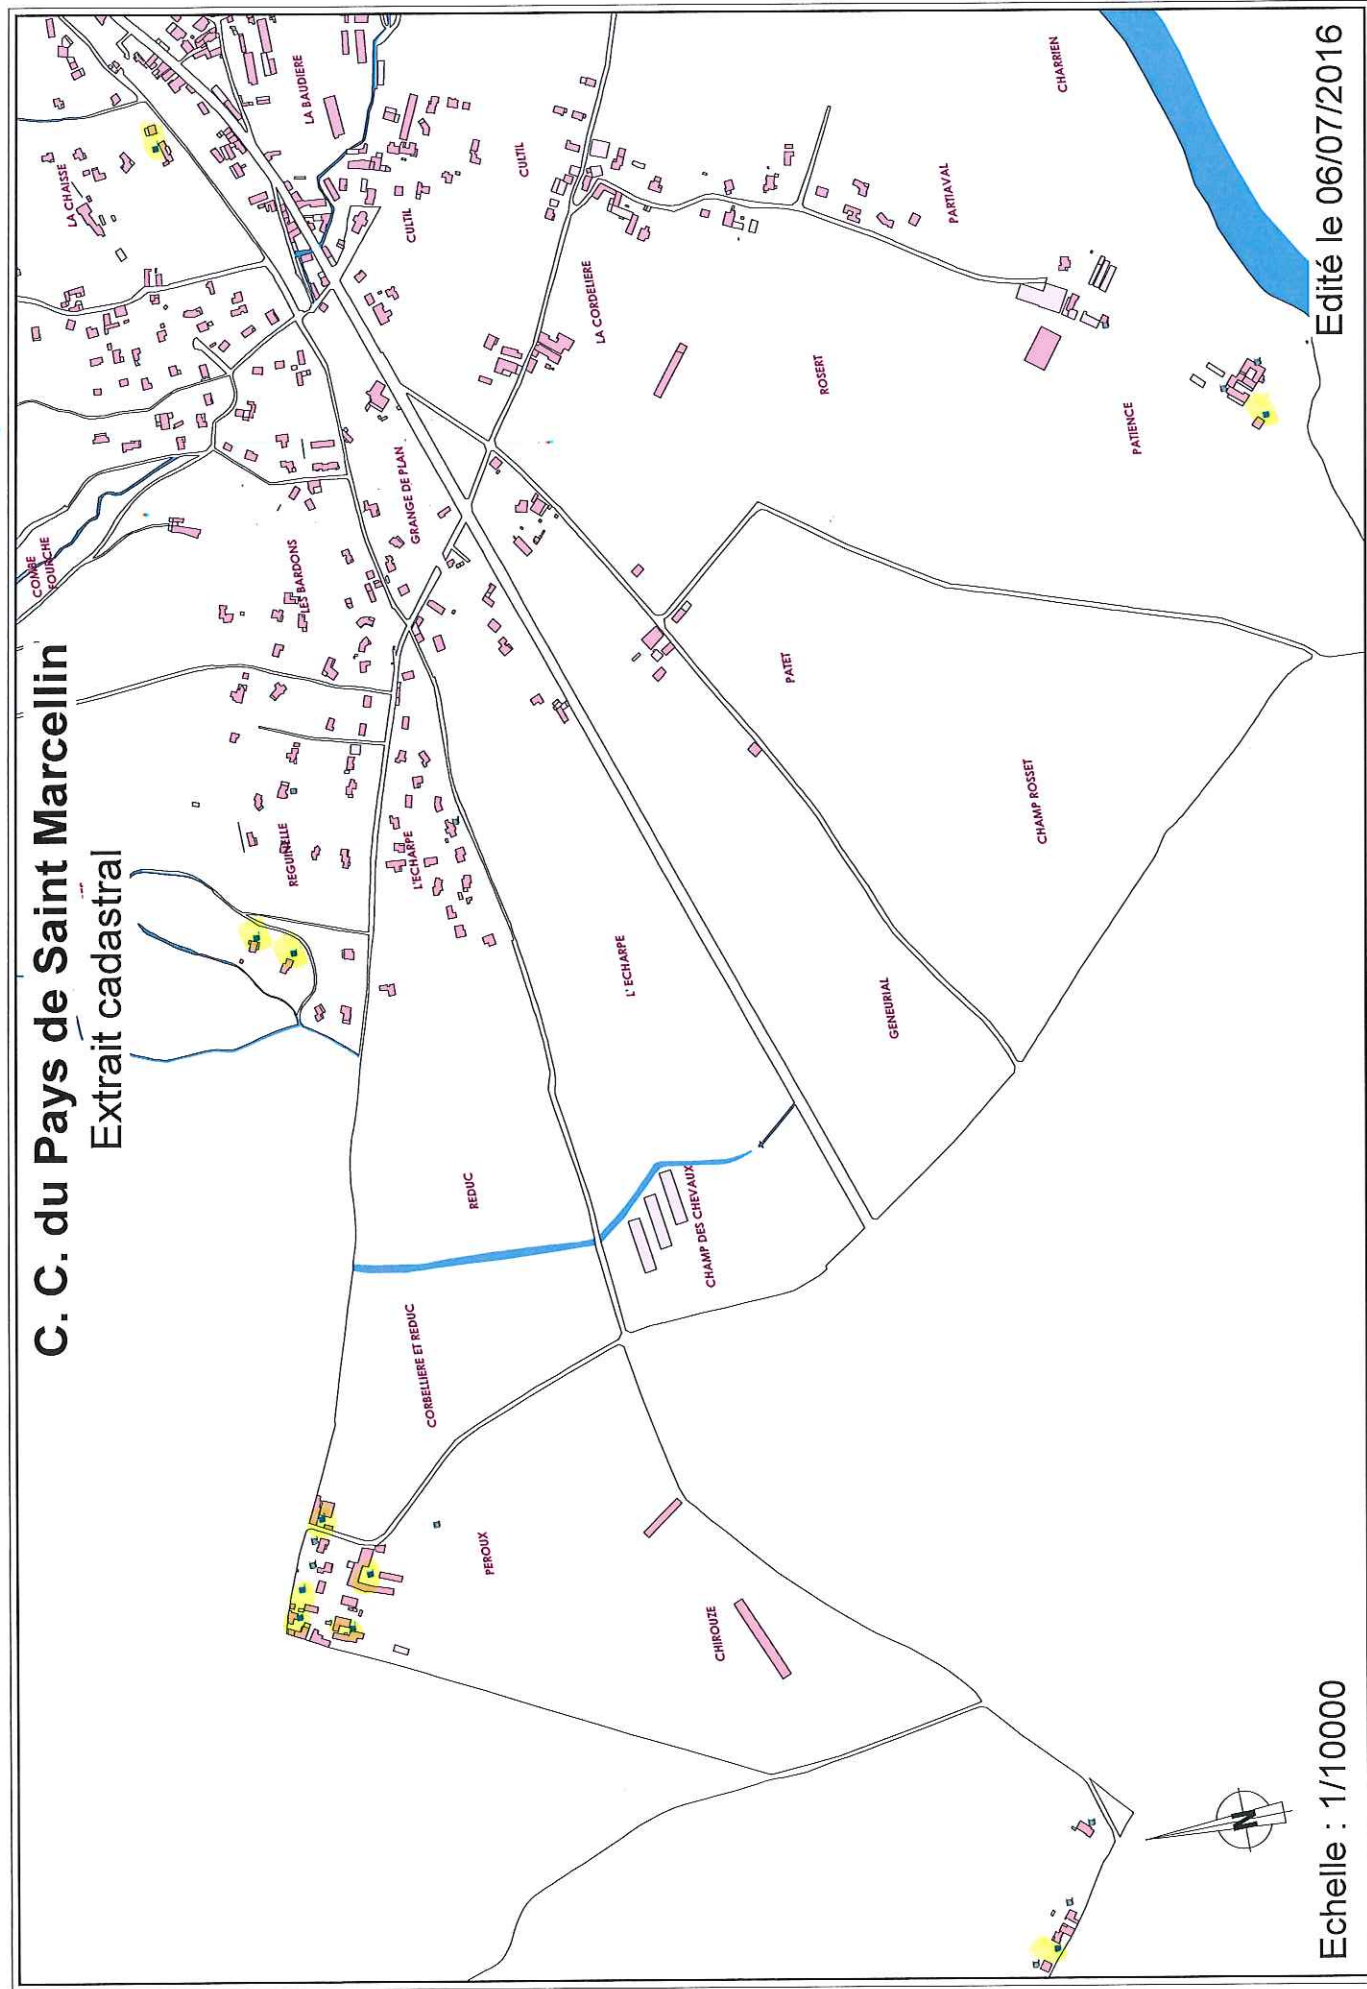 C. C. du Pays de Saint Marcellin
Extrait cadastral
COMBE
FOURCHE
LA CHAISSE
LA BAUDIERE
CULTIL
CULTIL
LES BARDONS
GRANGE DE PLAN
LA CORDELIERE
CHARRIEN
PARTIAVAL
ROSERT
PATIENCE
REGUINELLE
L'ECHARPE
L' ECHARPE
PATET
CHAMP ROSSET
GENEURIAL
REDUC
CHAMP DES CHEVAUX
CORBELLIERE ET REDUC
PEROUX
CHIROUZE
N
Echelle : 1/10000
Edité le 06/07/2016